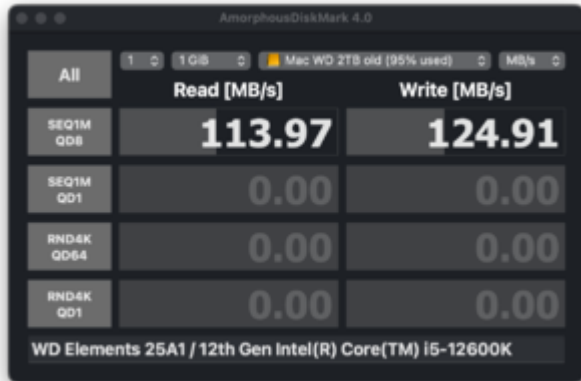 AmorphousDiskMark 4.0
All
1 1 GiB Mac WD 2TB old (95% used) MB/s
Read [MB/s] Write [MB/s]
SEQ1M
QD8
113.97 124.91
SEQ1M
QD1
0.00 0.00
RND4K
QD64
0.00 0.00
RND4K
QD1
0.00 0.00
WD Elements 25A1 / 12th Gen Intel(R) Core(TM) i5-12600K